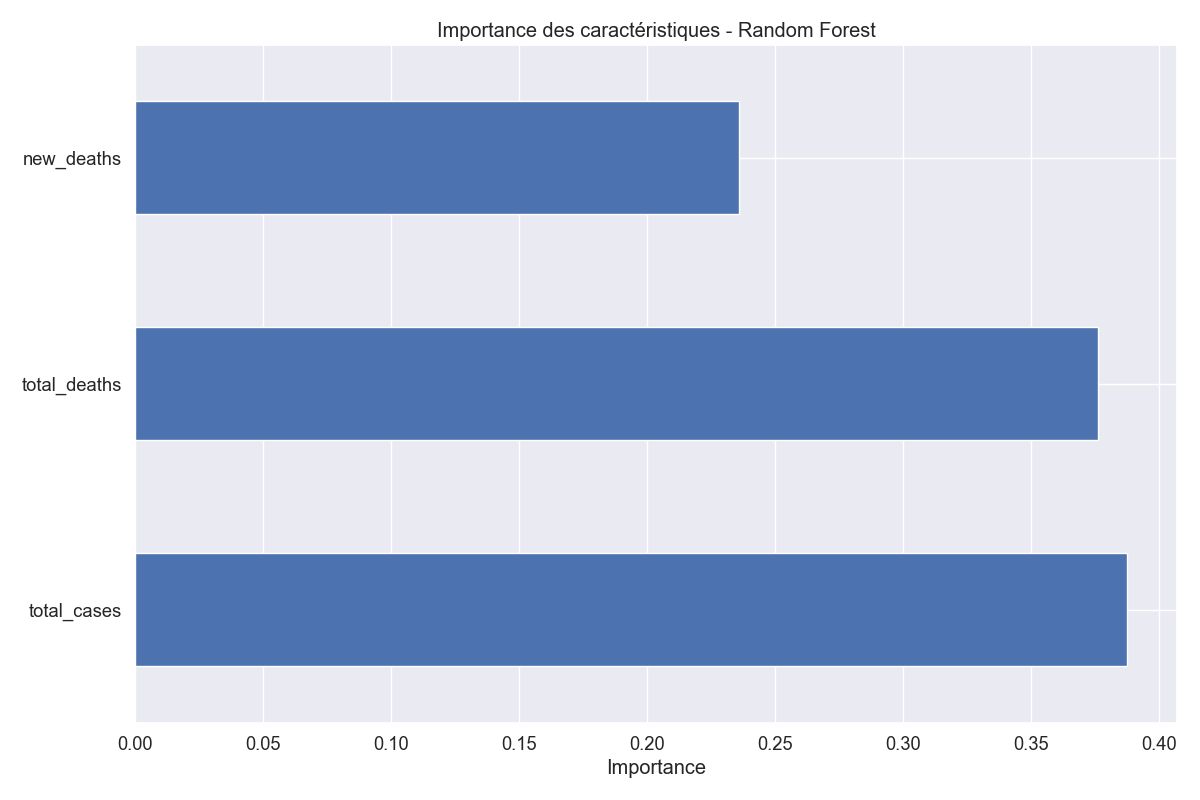 Importance des caractéristiques - Random Forest
new_deaths
total_deaths
total_cases
0.00 0.05 0.10 0.15 0.20 0.25 0.30 0.35 0.40
Importance